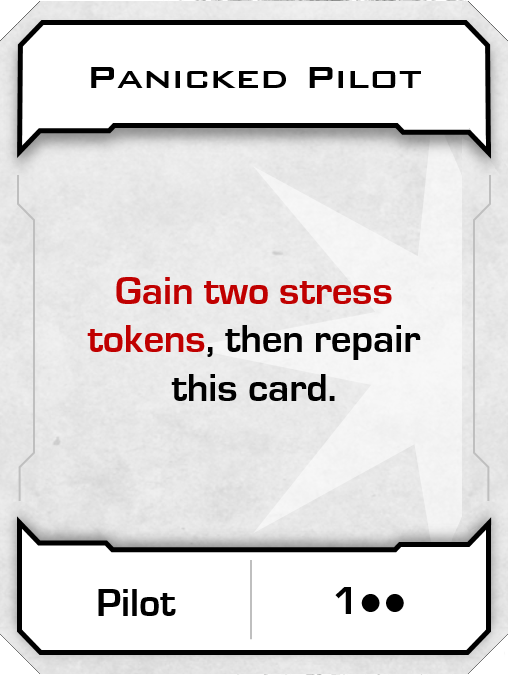 Panicked Pilot
Gain two stress
tokens, then repair
this card.
Pilot
1●●